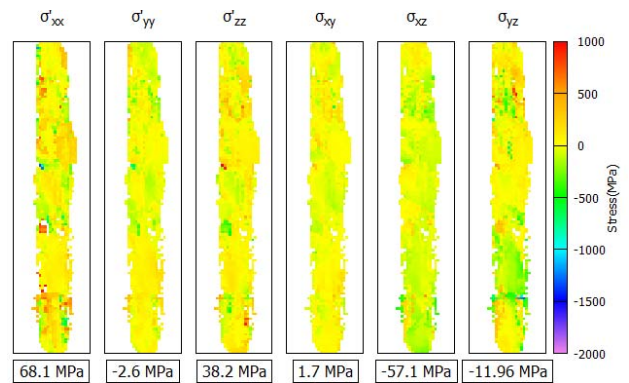 σ'xx σ'yy σ'zz σxy σxz σyz
1000
500
0
-500
-1000
-1500
-2000
Stress(MPa)
68.1 MPa -2.6 MPa 38.2 MPa 1.7 MPa -57.1 MPa -11.96 MPa